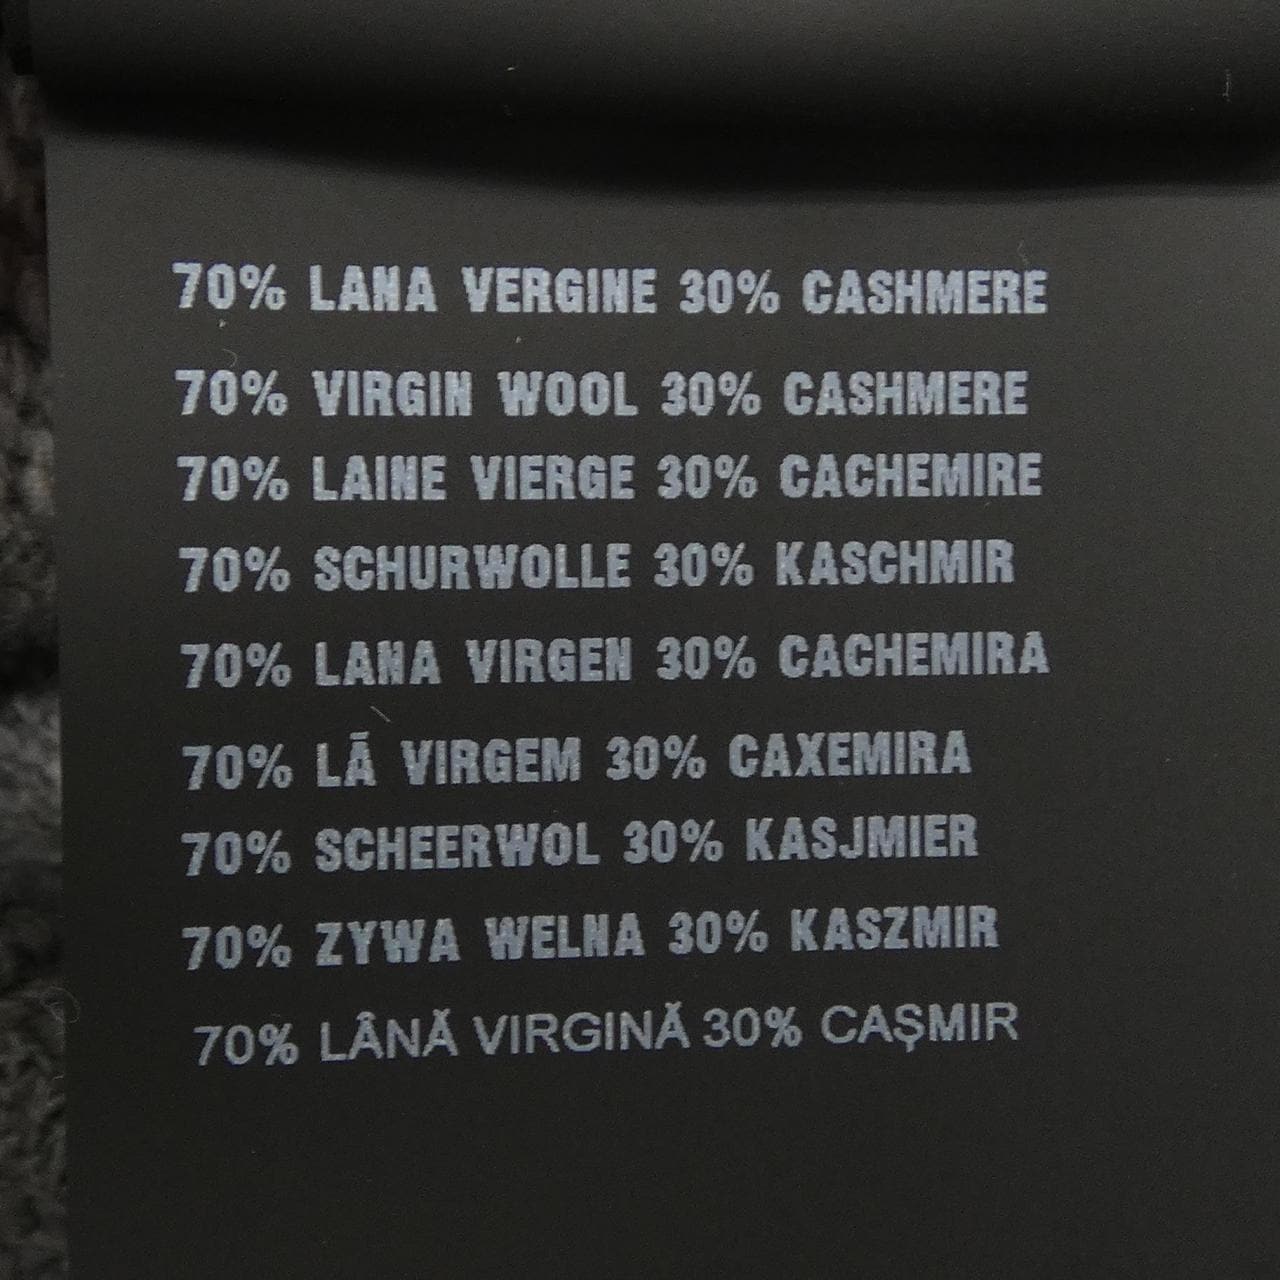 70% LANA VERGINE 30% CASHMERE
70% VIRGIN WOOL 30% CASHMERE
70% LAINE VIERGE 30% CACHEMIRE
70% SCHURWOLLE 30% KASCHMIR
70% LANA VIRGEN 30% CACHEMIRA
70% LÃ VIRGEM 30% CAXEMIRA
70% SCHEERWOL 30% KASJMIER
70% ZYWA WELNA 30% KASZMIR
70% LÂNĂ VIRGINĂ 30% CAȘMIR